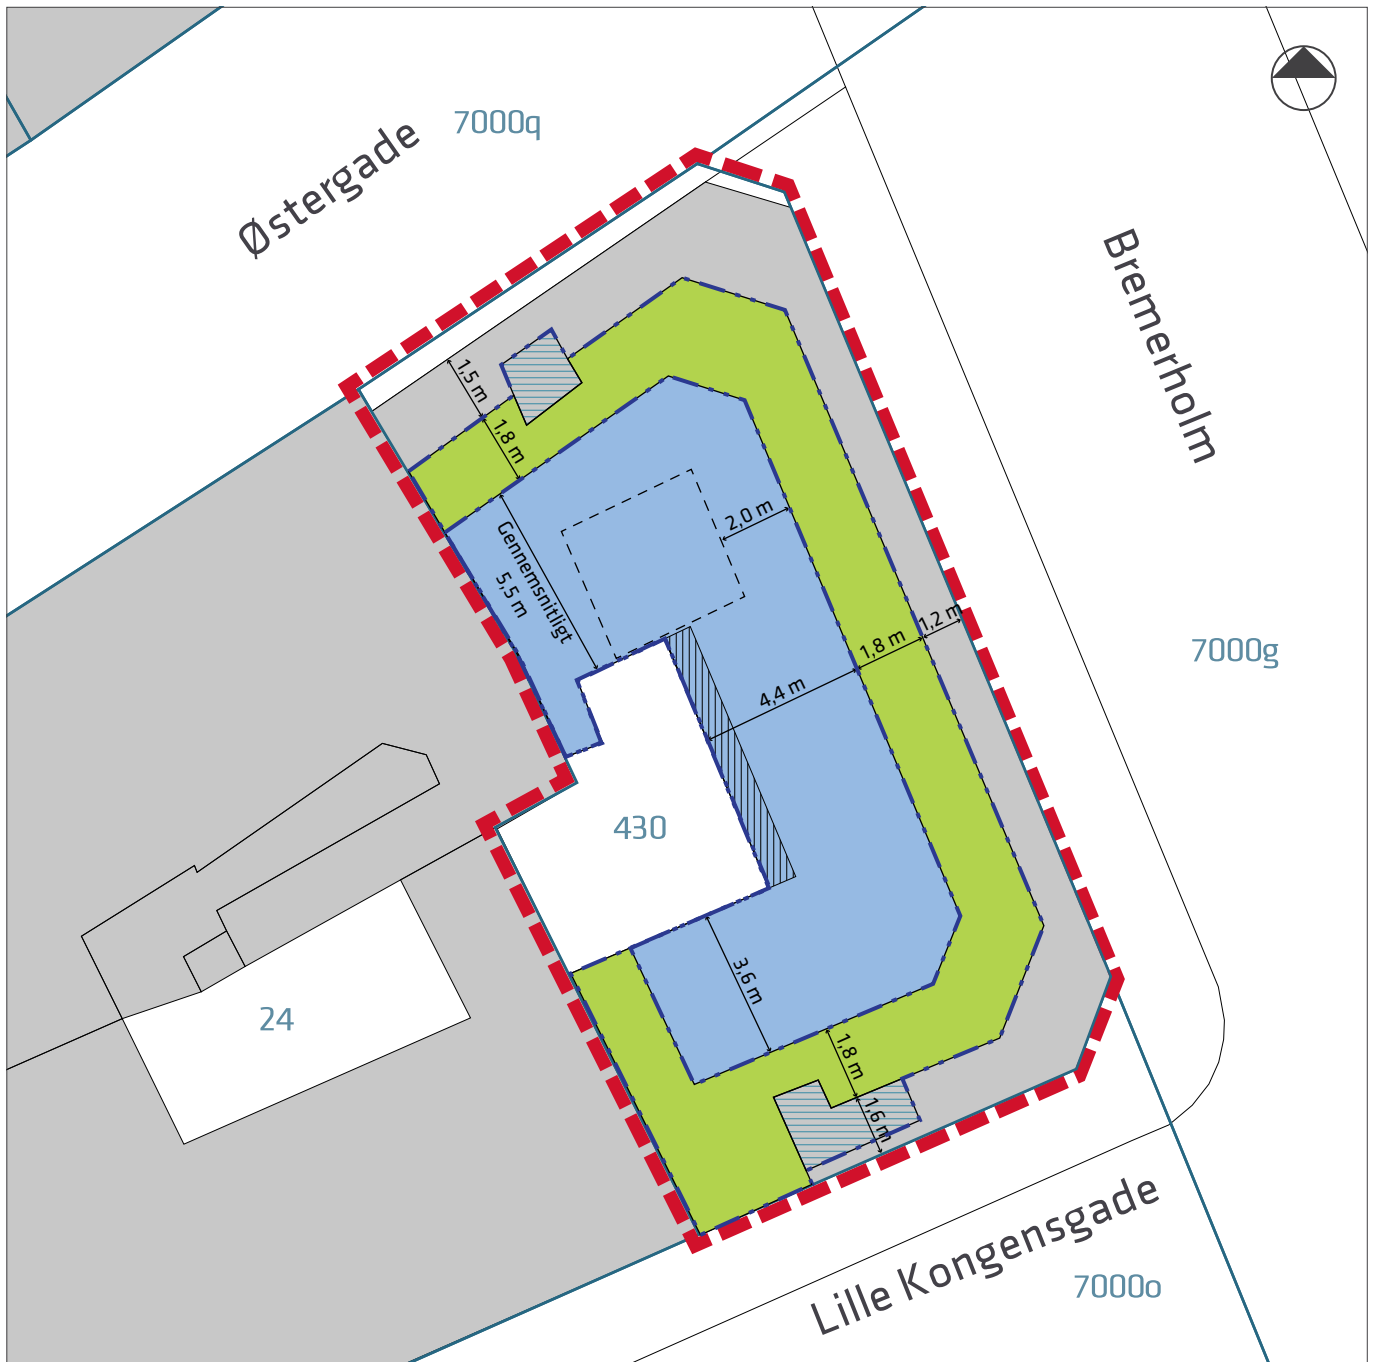 7000q
Østergade
Bremerholm
1,5 m
1,8 m
2,0 m
Gennemsnitligt
5,5 m
1,2 m
1,8 m
7000g
4,4 m
430
3,6 m
24
1,8 m
1,6 m
Lille Kongensgade
7000o